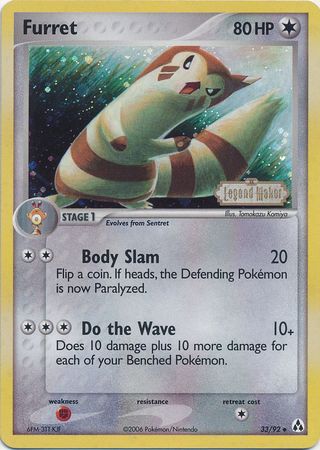 Furret
80 HP
Legend Maker
Illus. Tomokazu Komiya
STAGE 1
Evolves from Sentret
Body Slam 20
Flip a coin. If heads, the Defending Pokémon
is now Paralyzed.
Do the Wave 10+
Does 10 damage plus 10 more damage for
each of your Benched Pokémon.
weakness resistance retreat cost
©2006 Pokémon/Nintendo 33/92